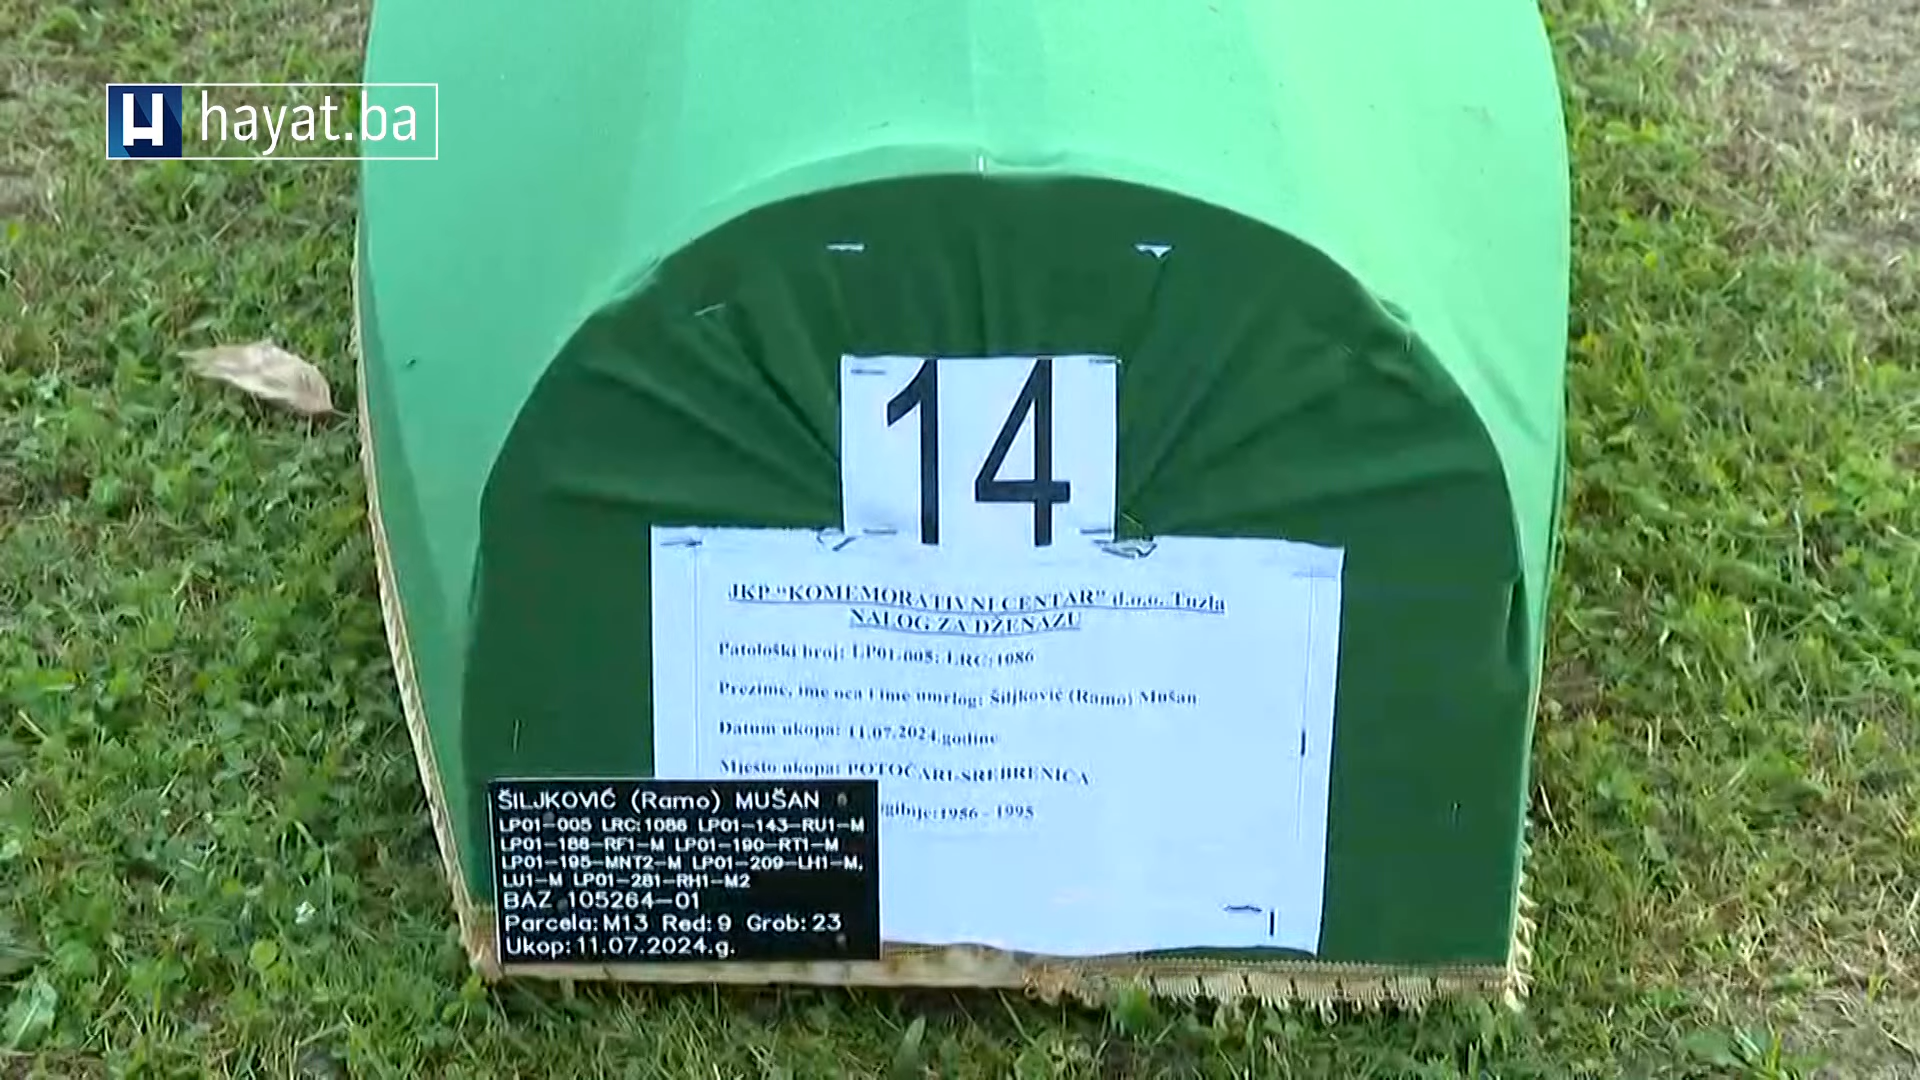 hayat.ba
14
JKP "KOMEMORATIVNI CENTAR" d.o.o. Tuzla
NALOG ZA DŽENAZU
Patološki broj: LP01-005; LRC:1086
Prezime, ime oca i ime umrlog: Šiljković (Ramo) Mušan
Datum ukopa: 11.07.2024.godine
Mjesto ukopa: POTOČARI-SREBRENICA
1956 - 1995
ŠILJKOVIĆ (Ramo) MUŠAN
LP01-005 LRC:1086 LP01-143-RU1-M
LP01-188-RF1-M LP01-190-RT1-M
LP01-195-MNT2-M LP01-209-LH1-M,
LU1-M LP01-281-RH1-M2
BAZ 105264-01
Parcela: M13 Red: 9 Grob: 23
Ukop: 11.07.2024.g.